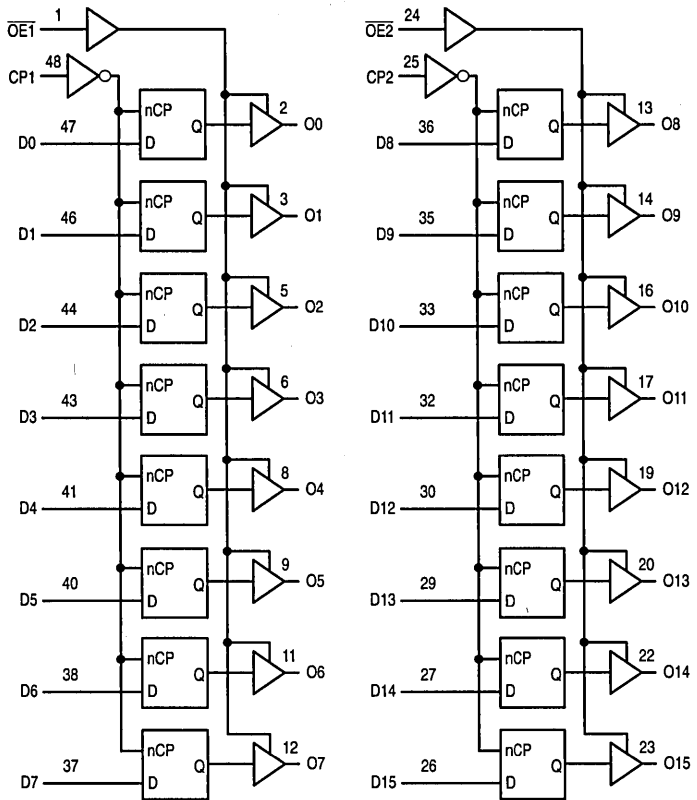 OE1 1
48
CP1
nCP
D0 47 D Q 2 O0
nCP
D1 46 D Q 3 O1
nCP
D2 44 D Q 5 O2
nCP
D3 43 D Q 6 O3
nCP
D4 41 D Q 8 O4
nCP
D5 40 D Q 9 O5
nCP
D6 38 D Q 11 O6
nCP
D7 37 D Q 12 O7
OE2 24
25
CP2
nCP
D8 36 D Q 13 O8
nCP
D9 35 D Q 14 O9
nCP
D10 33 D Q 16 O10
nCP
D11 32 D Q 17 O11
nCP
D12 30 D Q 19 O12
nCP
D13 29 D Q 20 O13
nCP
D14 27 D Q 22 O14
nCP
D15 26 D Q 23 O15